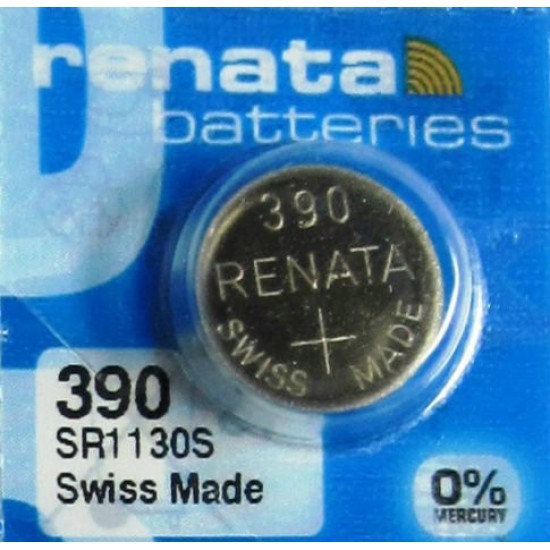 renata
batteries
390
RENATA
+
SWISS MADE
390
SR1130S
Swiss Made
0%
MERCURY